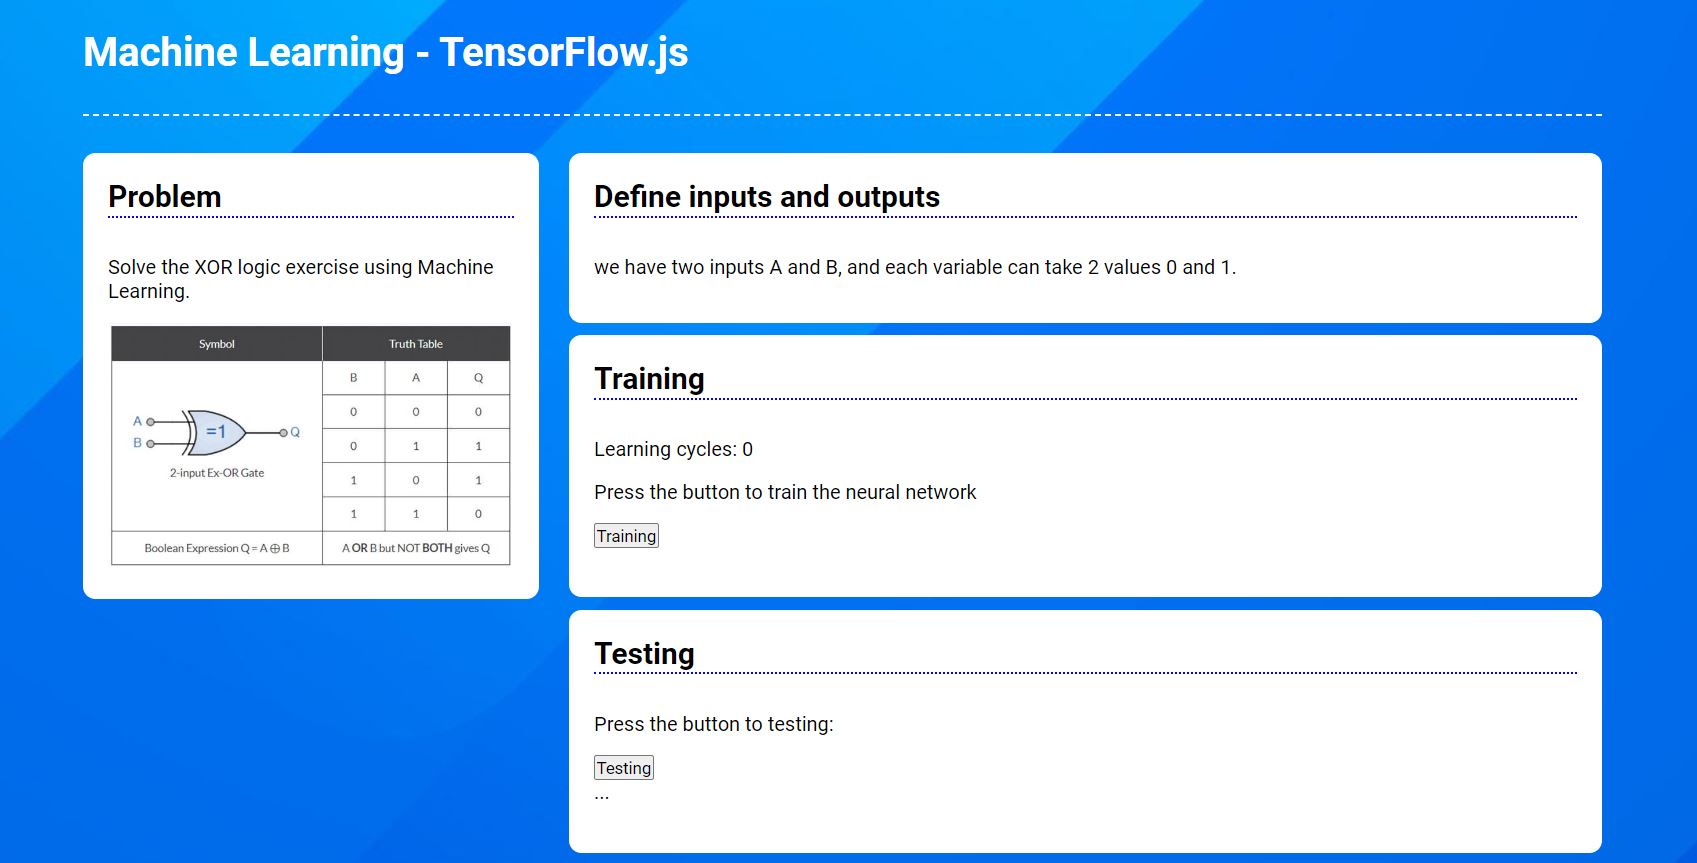 Machine Learning - TensorFlow.js
Problem
Solve the XOR logic exercise using Machine
Learning.
Symbol Truth Table
B A Q
0 0 0
0 1 1
1 0 1
1 1 0
A
B
=1
Q
2-input Ex-OR Gate
Boolean Expression Q = A ⊕ B
A OR B but NOT BOTH gives Q
Define inputs and outputs
we have two inputs A and B, and each variable can take 2 values 0 and 1.
Training
Learning cycles: 0
Press the button to train the neural network
Training
Testing
Press the button to testing:
Testing
...